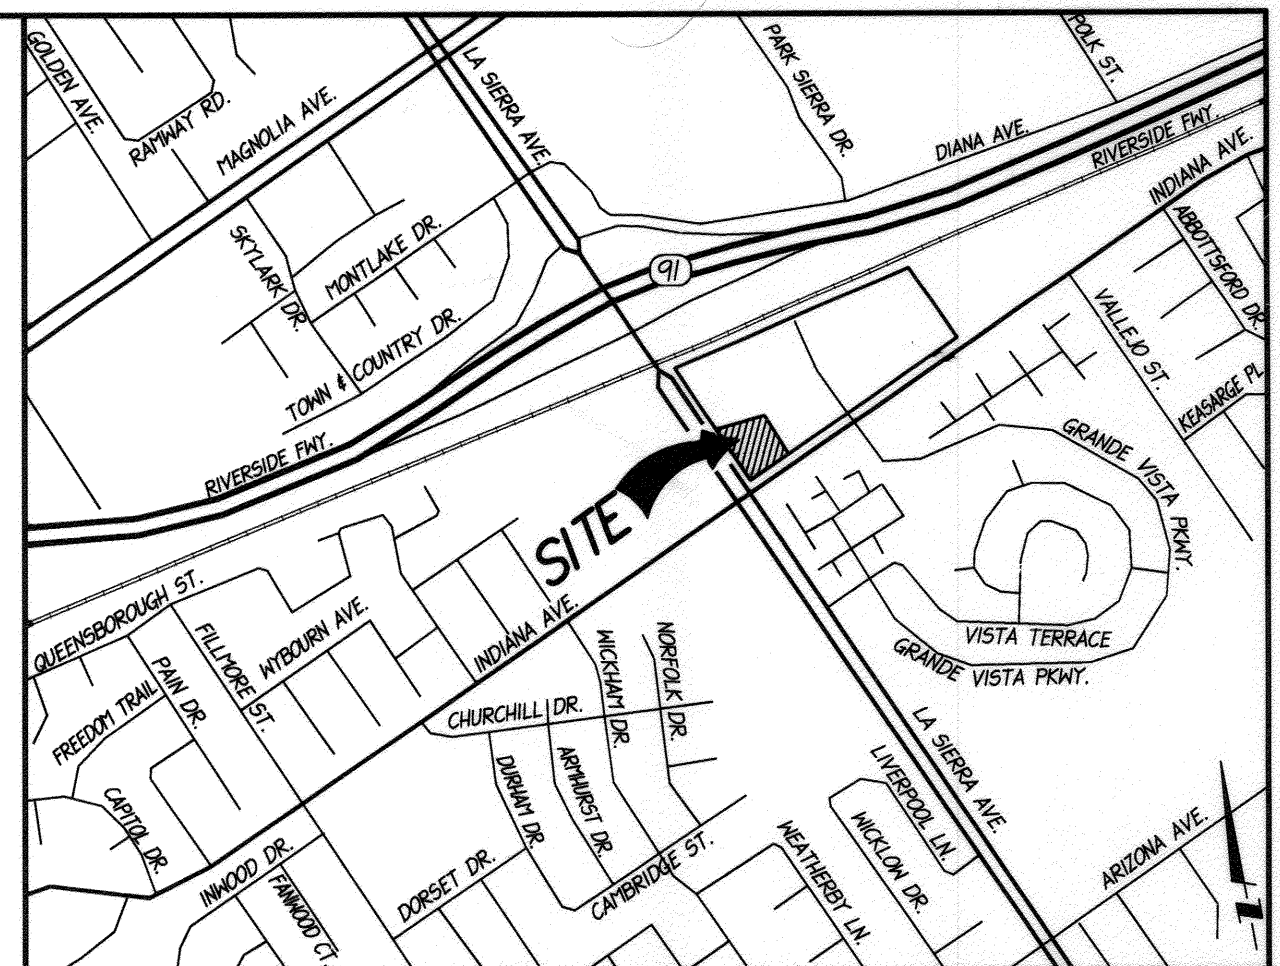 GOLDEN AVE.
RAMWAY RD.
MAGNOLIA AVE.
LA SIERRA AVE.
PARK SIERRA DR.
POLK ST.
DIANA AVE.
RIVERSIDE FWY.
INDIANA AVE.
ABBOTTSFORD DR.
SKYLARK DR.
MONTLAKE DR.
91
TOWN & COUNTRY DR.
VALLEJO ST.
KEASARGE PL
RIVERSIDE FWY.
GRANDE VISTA PKWY.
SITE
QUEENSBOROUGH ST.
FILLMORE ST.
WYBOURN AVE.
INDIANA AVE.
WICKHAM DR.
NORFOLK DR.
VISTA TERRACE
GRANDE VISTA PKWY.
PAIN DR.
FREEDOM TRAIL
CHURCHILL DR.
LA SIERRA AVE.
CAPITOL DR.
DURHAM DR.
ARMHURST DR.
LIVERPOOL LN.
WICKLOW DR.
WEATHERBY LN.
ARIZONA AVE.
INWOOD DR.
FANWOOD CT.
DORSET DR.
CAMBRIDGE ST.
Z